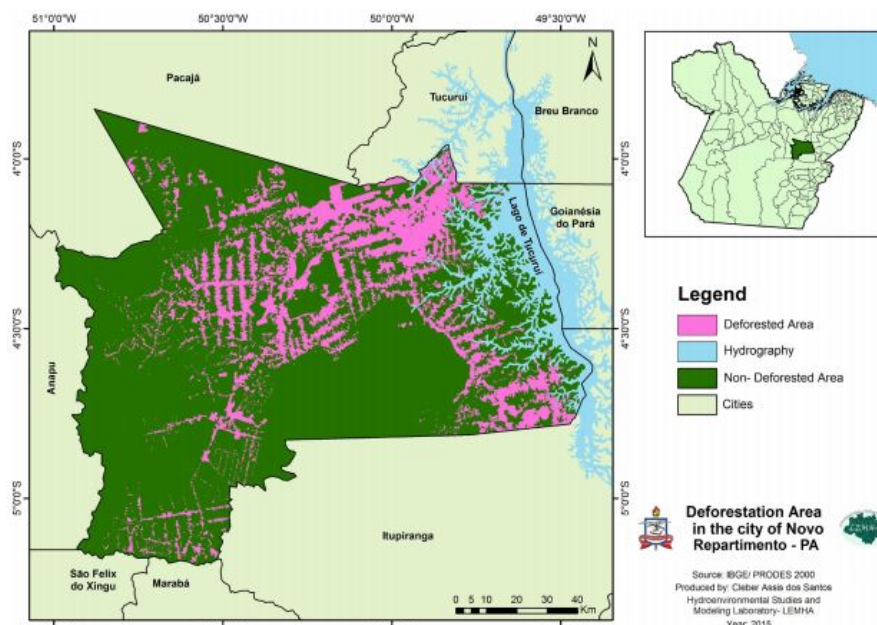 51°0'0"W
50°30'0"W
50°0'0"W
49°30'0"W
N
Pacajá
Tucuruí
Breu Branco
4°0'0"S
4°0'0"S
Goianésia
do Pará
Lago de Tucuruí
Legend
Deforested Area
Hydrography
Non- Deforested Area
Cities
4°30'0"S
4°30'0"S
Anapu
5°0'0"S
5°0'0"S
Itupiranga
São Felix
do Xingu
Marabá
0 5 10 20 30 40
Km
Deforestation Area
in the city of Novo
Repartimento - PA
Source: IBGE/ PRODES 2000
Produced by: Cleber Assis dos Santos
Hydroenvironmental Studies and
Modeling Laboratory- LEMHA
Year: 2015